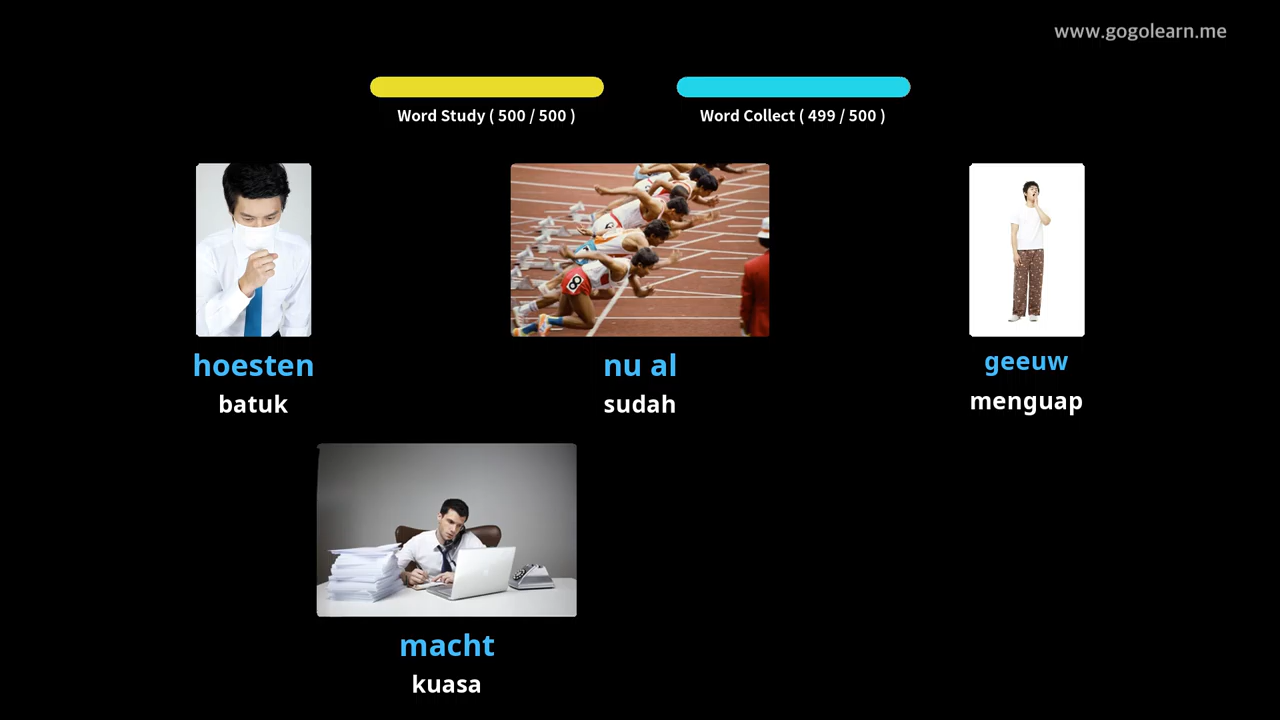 www.gogolearn.me
Word Study ( 500 / 500 )
Word Collect ( 499 / 500 )
8
hoesten
batuk
nu al
sudah
geeuw
menguap
macht
kuasa